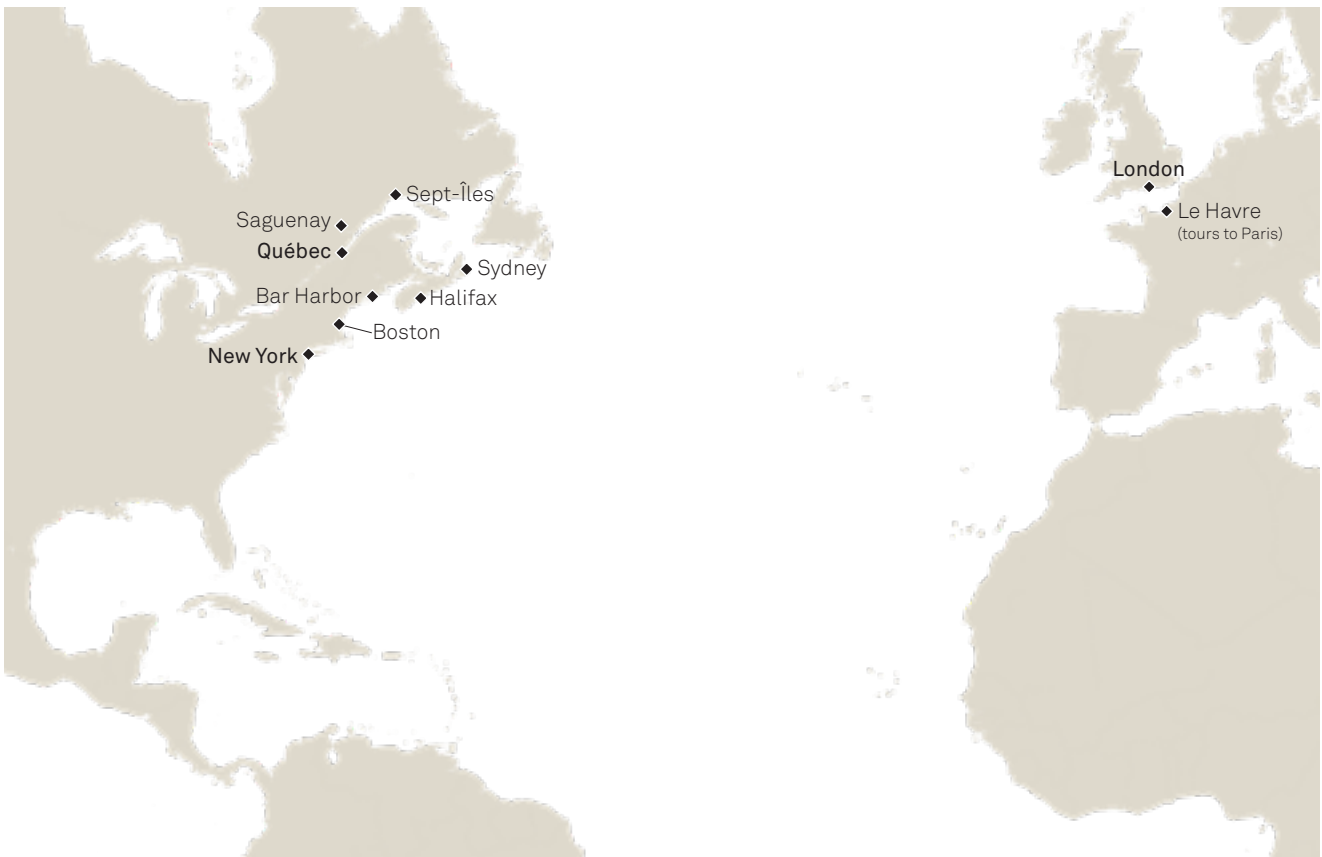 London
Sept-Îles
Le Havre
(tours to Paris)
Saguenay
Québec
Sydney
Bar Harbor
Halifax
Boston
New York